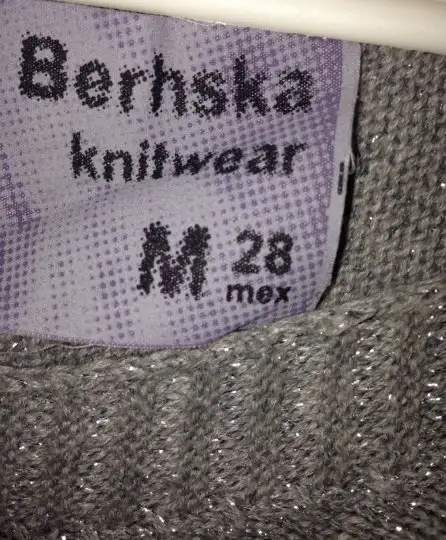 Berhska
knitwear
M 28
mex